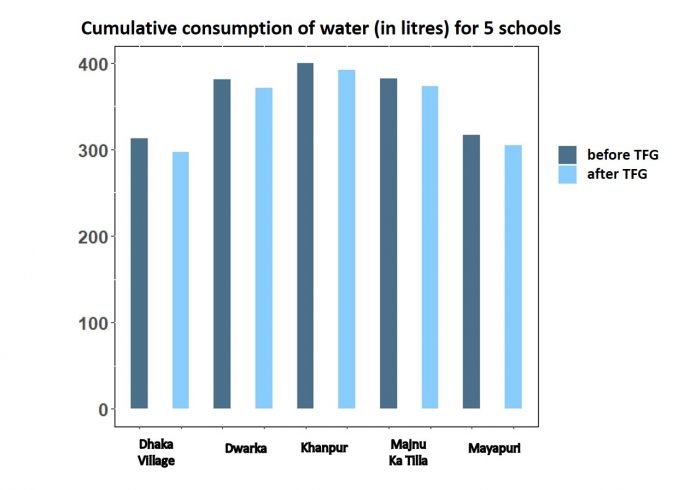 Cumulative consumption of water (in litres) for 5 schools
400
300
200
100
0
before TFG
after TFG
Dhaka
Village
Dwarka
Khanpur
Majnu
Ka Tilla
Mayapuri